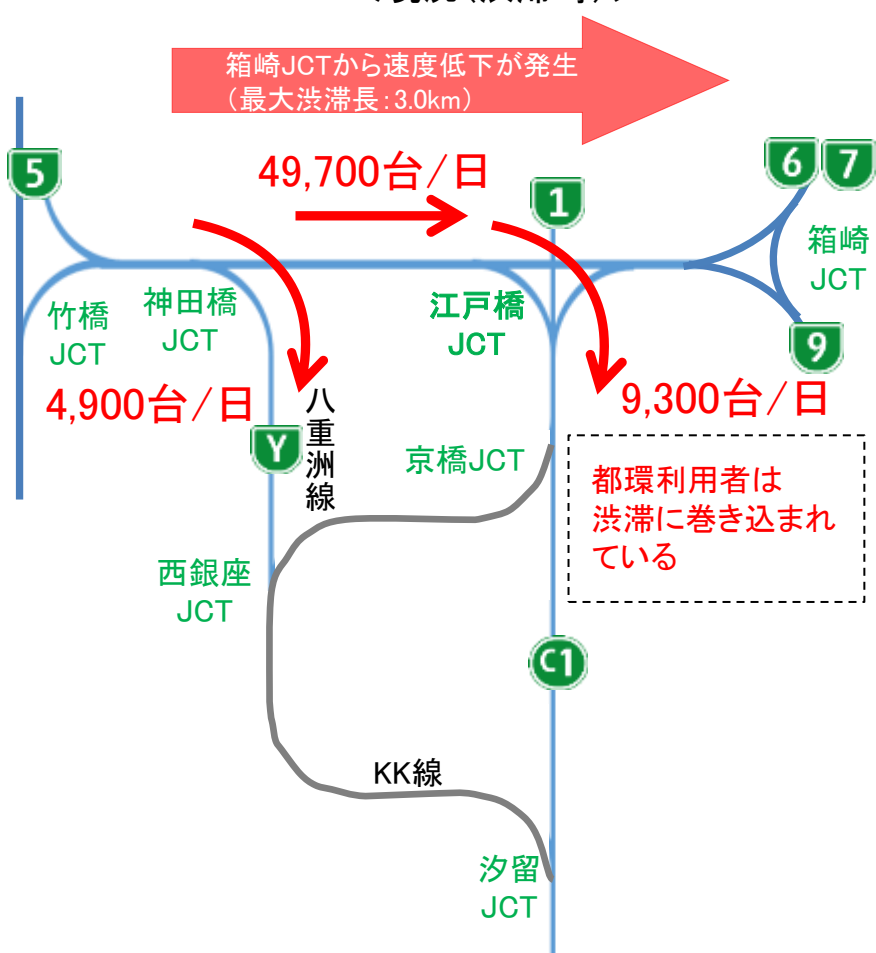 箱崎JCTから速度低下が発生
（最大渋滞長：3.0km）
5
49,700台/日
1
6
7
箱崎
JCT
竹橋
JCT
神田橋
JCT
江戸橋
JCT
9
4,900台/日
9,300台/日
Y
八重洲線
京橋JCT
都環利用者は
渋滞に巻き込まれ
ている
西銀座
JCT
C1
KK線
汐留
JCT